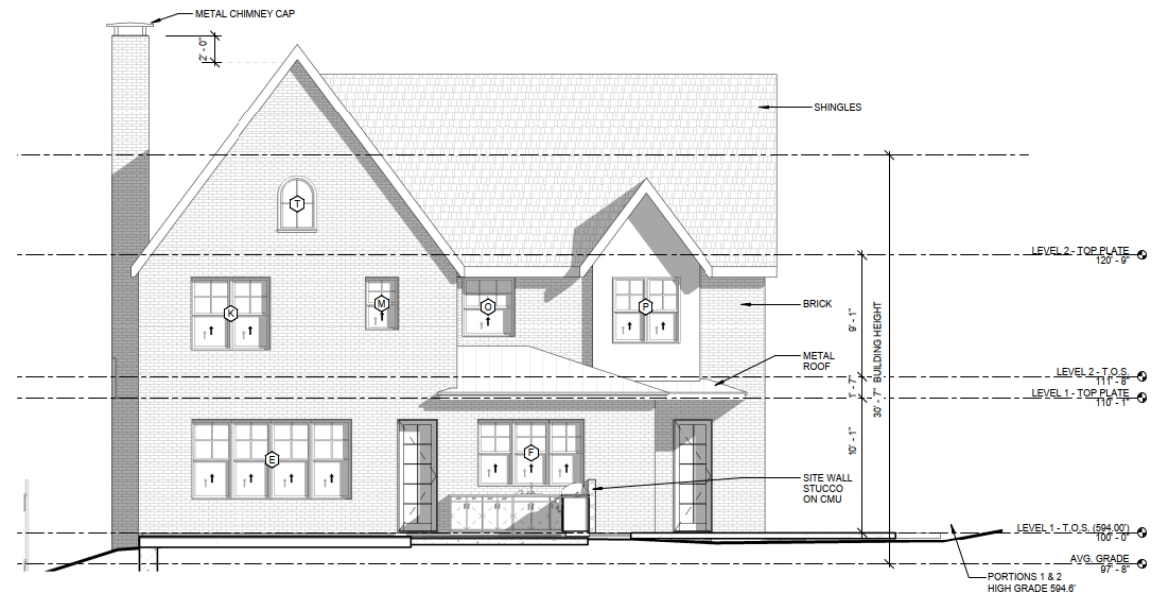 METAL CHIMNEY CAP
2' - 0"
SHINGLES
T
LEVEL 2 - TOP PLATE
120' - 9"
K
M
O
P
BRICK
9' - 1"
METAL
ROOF
BUILDING HEIGHT
30' - 7"
LEVEL 2 - T.O.S.
111' - 8"
1' - 7"
LEVEL 1 - TOP PLATE
110' - 1"
10' - 1"
E
F
SITE WALL
STUCCO
ON CMU
LEVEL 1 - T.O.S. (594.00')
100' - 0"
AVG. GRADE
97' - 8"
PORTIONS 1 & 2
HIGH GRADE 594.6'